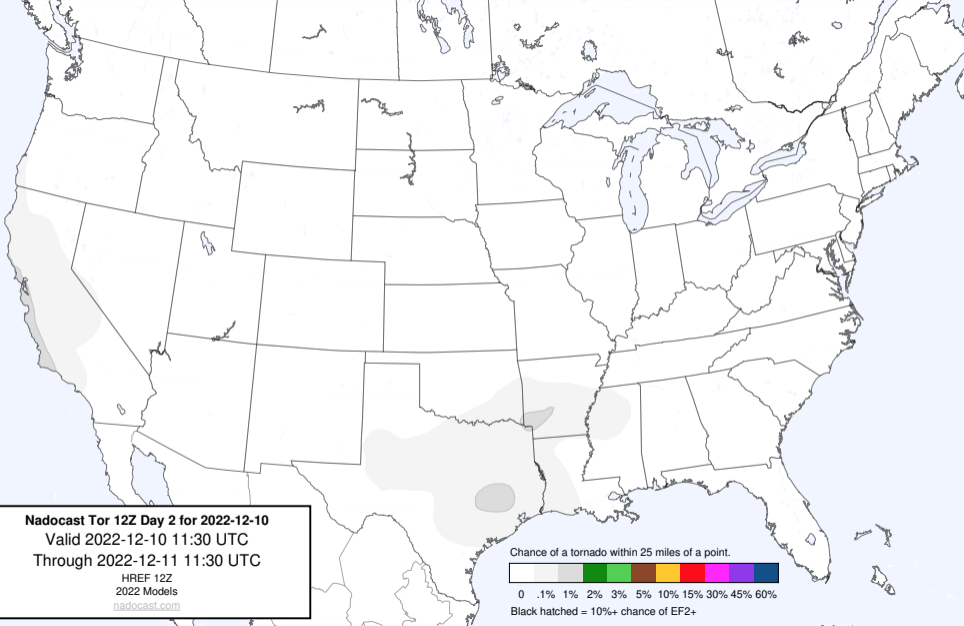 Nadocast Tor 12Z Day 2 for 2022-12-10
Valid 2022-12-10 11:30 UTC
Through 2022-12-11 11:30 UTC
HREF 12Z
2022 Models
nadocast.com
Chance of a tornado within 25 miles of a point.
0 .1% 1% 2% 3% 5% 10% 15% 30% 45% 60%
Black hatched = 10%+ chance of EF2+